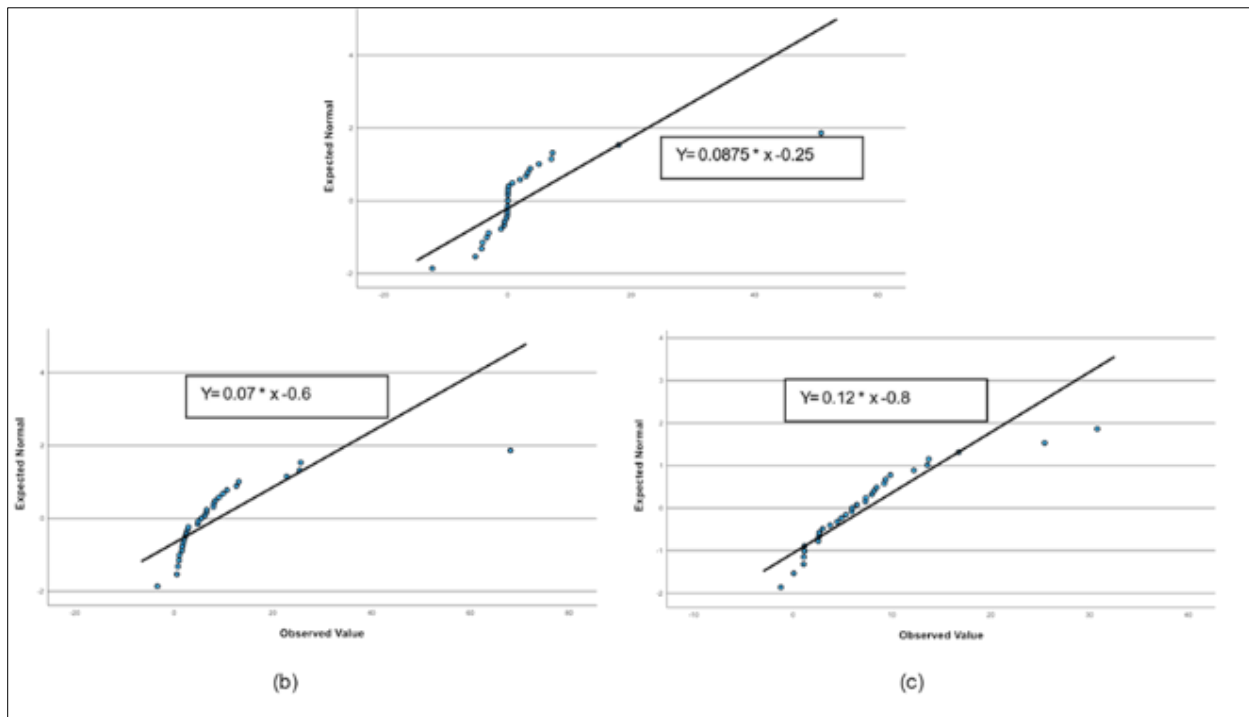 4
2
0
-2
Expected Normal
Y= 0.0875 * x -0.25
-20 0 20 40 60
4
2
0
-2
Expected Normal
Y= 0.07 * x -0.6
-20 0 20 40 60 80
Observed Value
(b)
4
3
2
1
0
-1
-2
Expected Normal
Y= 0.12 * x -0.8
-10 0 10 20 30 40
Observed Value
(c)